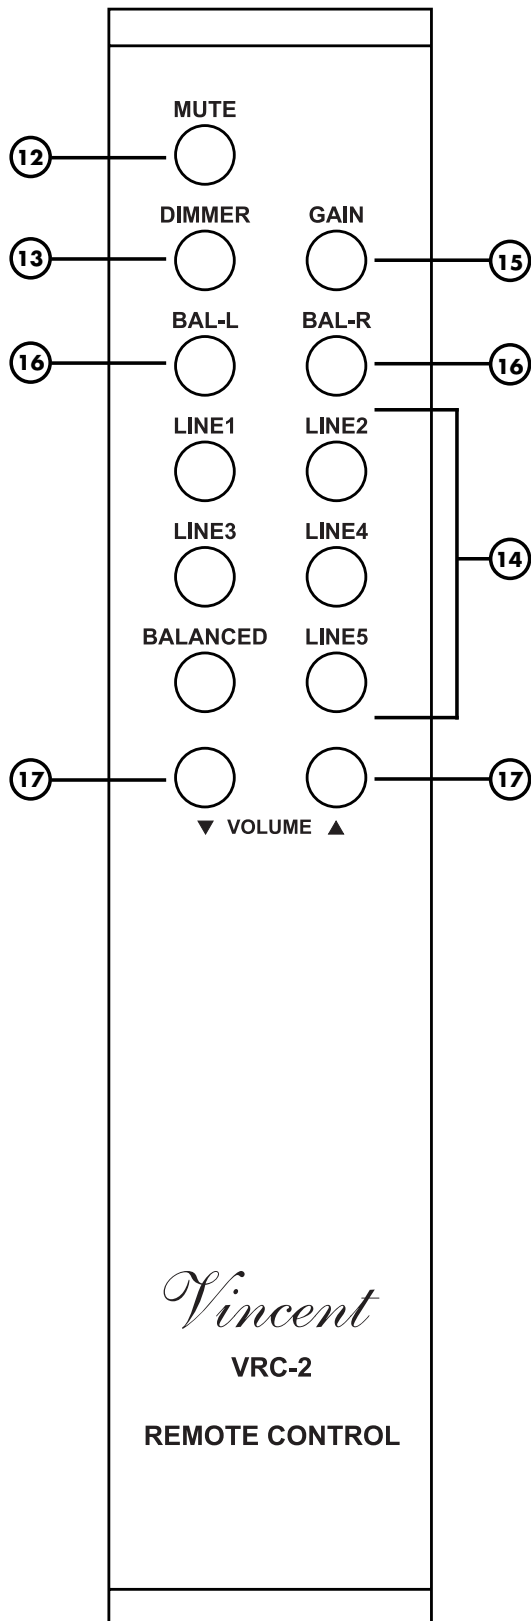 MUTE
12
DIMMER GAIN
13 15
BAL-L BAL-R
16 16
LINE1 LINE2
LINE3 LINE4
14
BALANCED LINE5
17 17
▼ VOLUME ▲
Vincent
VRC-2
REMOTE CONTROL